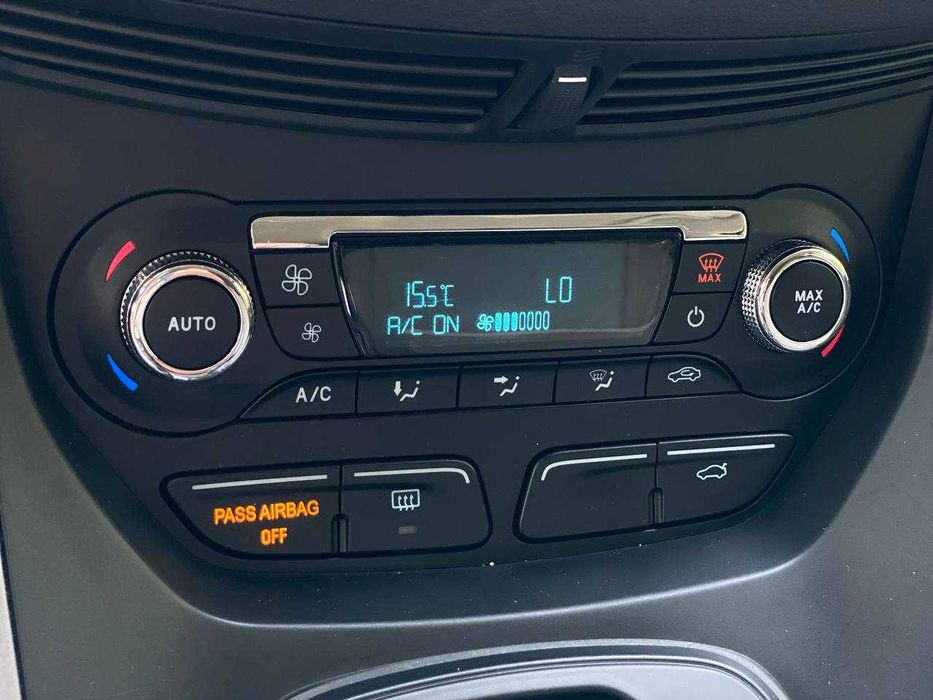 MAX
AUTO
15.5°C LO
MAX
A/C
A/C ON
A/C
PASS AIRBAG
OFF